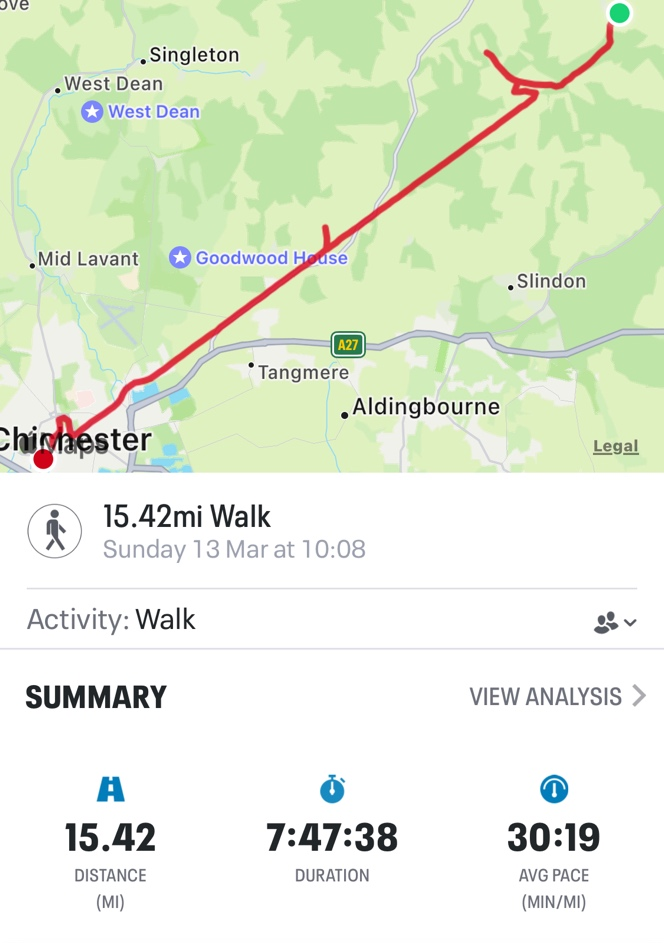 ove
Singleton
West Dean
West Dean
Mid Lavant
Goodwood House
Slindon
A27
Tangmere
Aldingbourne
Chichester
Maps
Legal
15.42mi Walk
Sunday 13 Mar at 10:08
Activity: Walk
SUMMARY
VIEW ANALYSIS
15.42 7:47:38 30:19
DISTANCE DURATION AVG PACE
(MI) (MIN/MI)